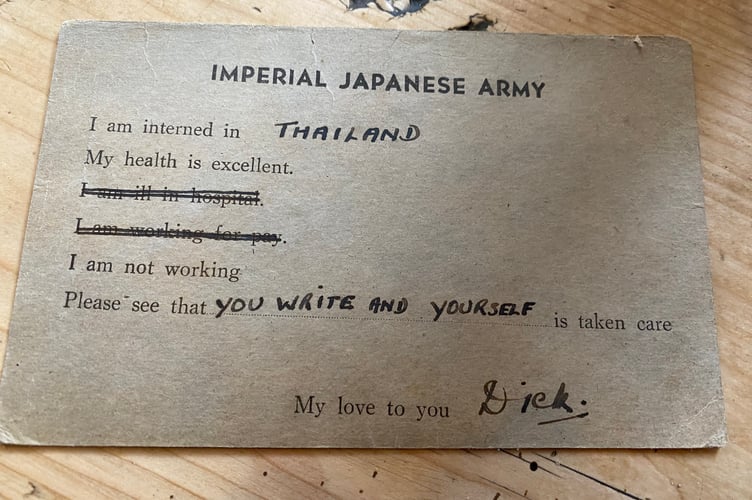 IMPERIAL JAPANESE ARMY
I am interned in THAILAND
My health is excellent.
I am ill in hospital.
I am working for pay.
I am not working
Please see that YOU WRITE AND YOURSELF is taken care
My love to you Dick.